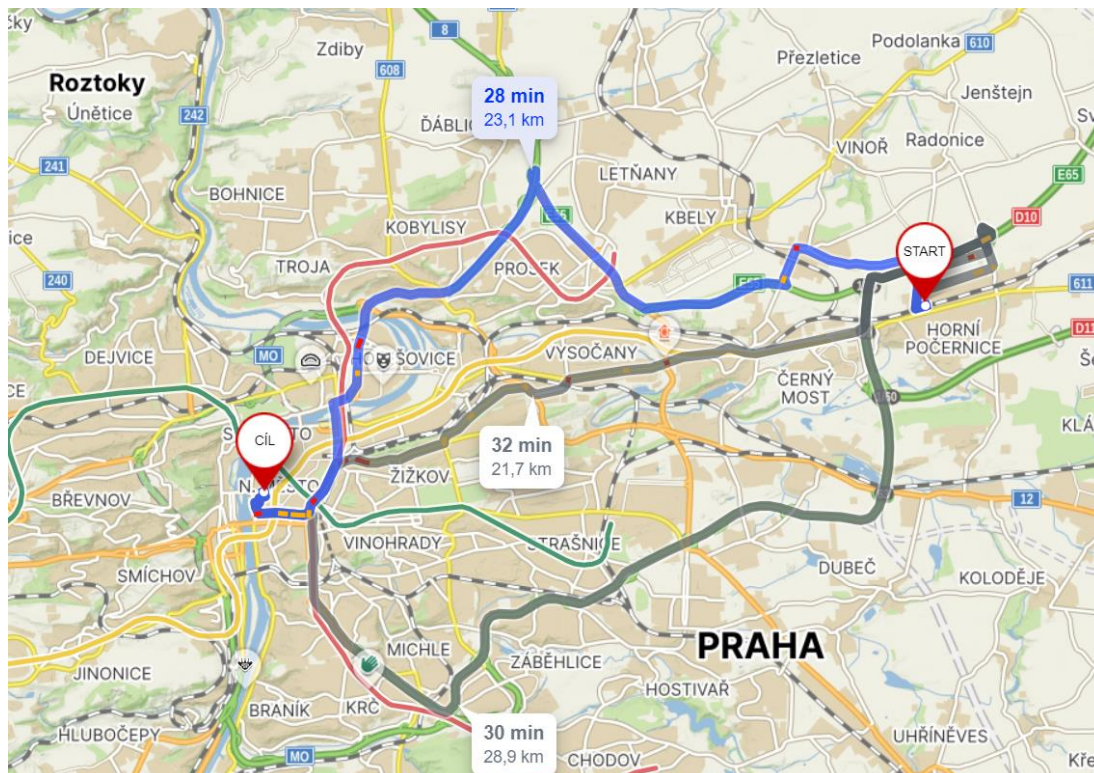 8
610
Podolanka
Zdiby
Přezletice
608
Roztoky
Jenštejn
Únětice
28 min
23,1 km
242
ĎÁBLIC
VINOŘ
Radonice
241
LETŇANY
E65
BOHNICE
KBELY
D10
KOBYLISY
START
TROJA
PROSEK
240
E65
611
DEJVICE
MO
HORNÍ
POČERNICE
D11
VYSOČANY
ČERNÝ
MOST
CÍL
32 min
21,7 km
ŽIŽKOV
BŘEVNOV
12
VINOHRADY
STRAŠNICE
SMÍCHOV
DUBEČ
KOLODĚJE
PRAHA
MICHLE
ZÁBĚHLICE
JINONICE
HOSTIVAŘ
KRČ
BRANÍK
30 min
28,9 km
HLUBOČEPY
MO
UHŘÍNĚVES
CHODOV